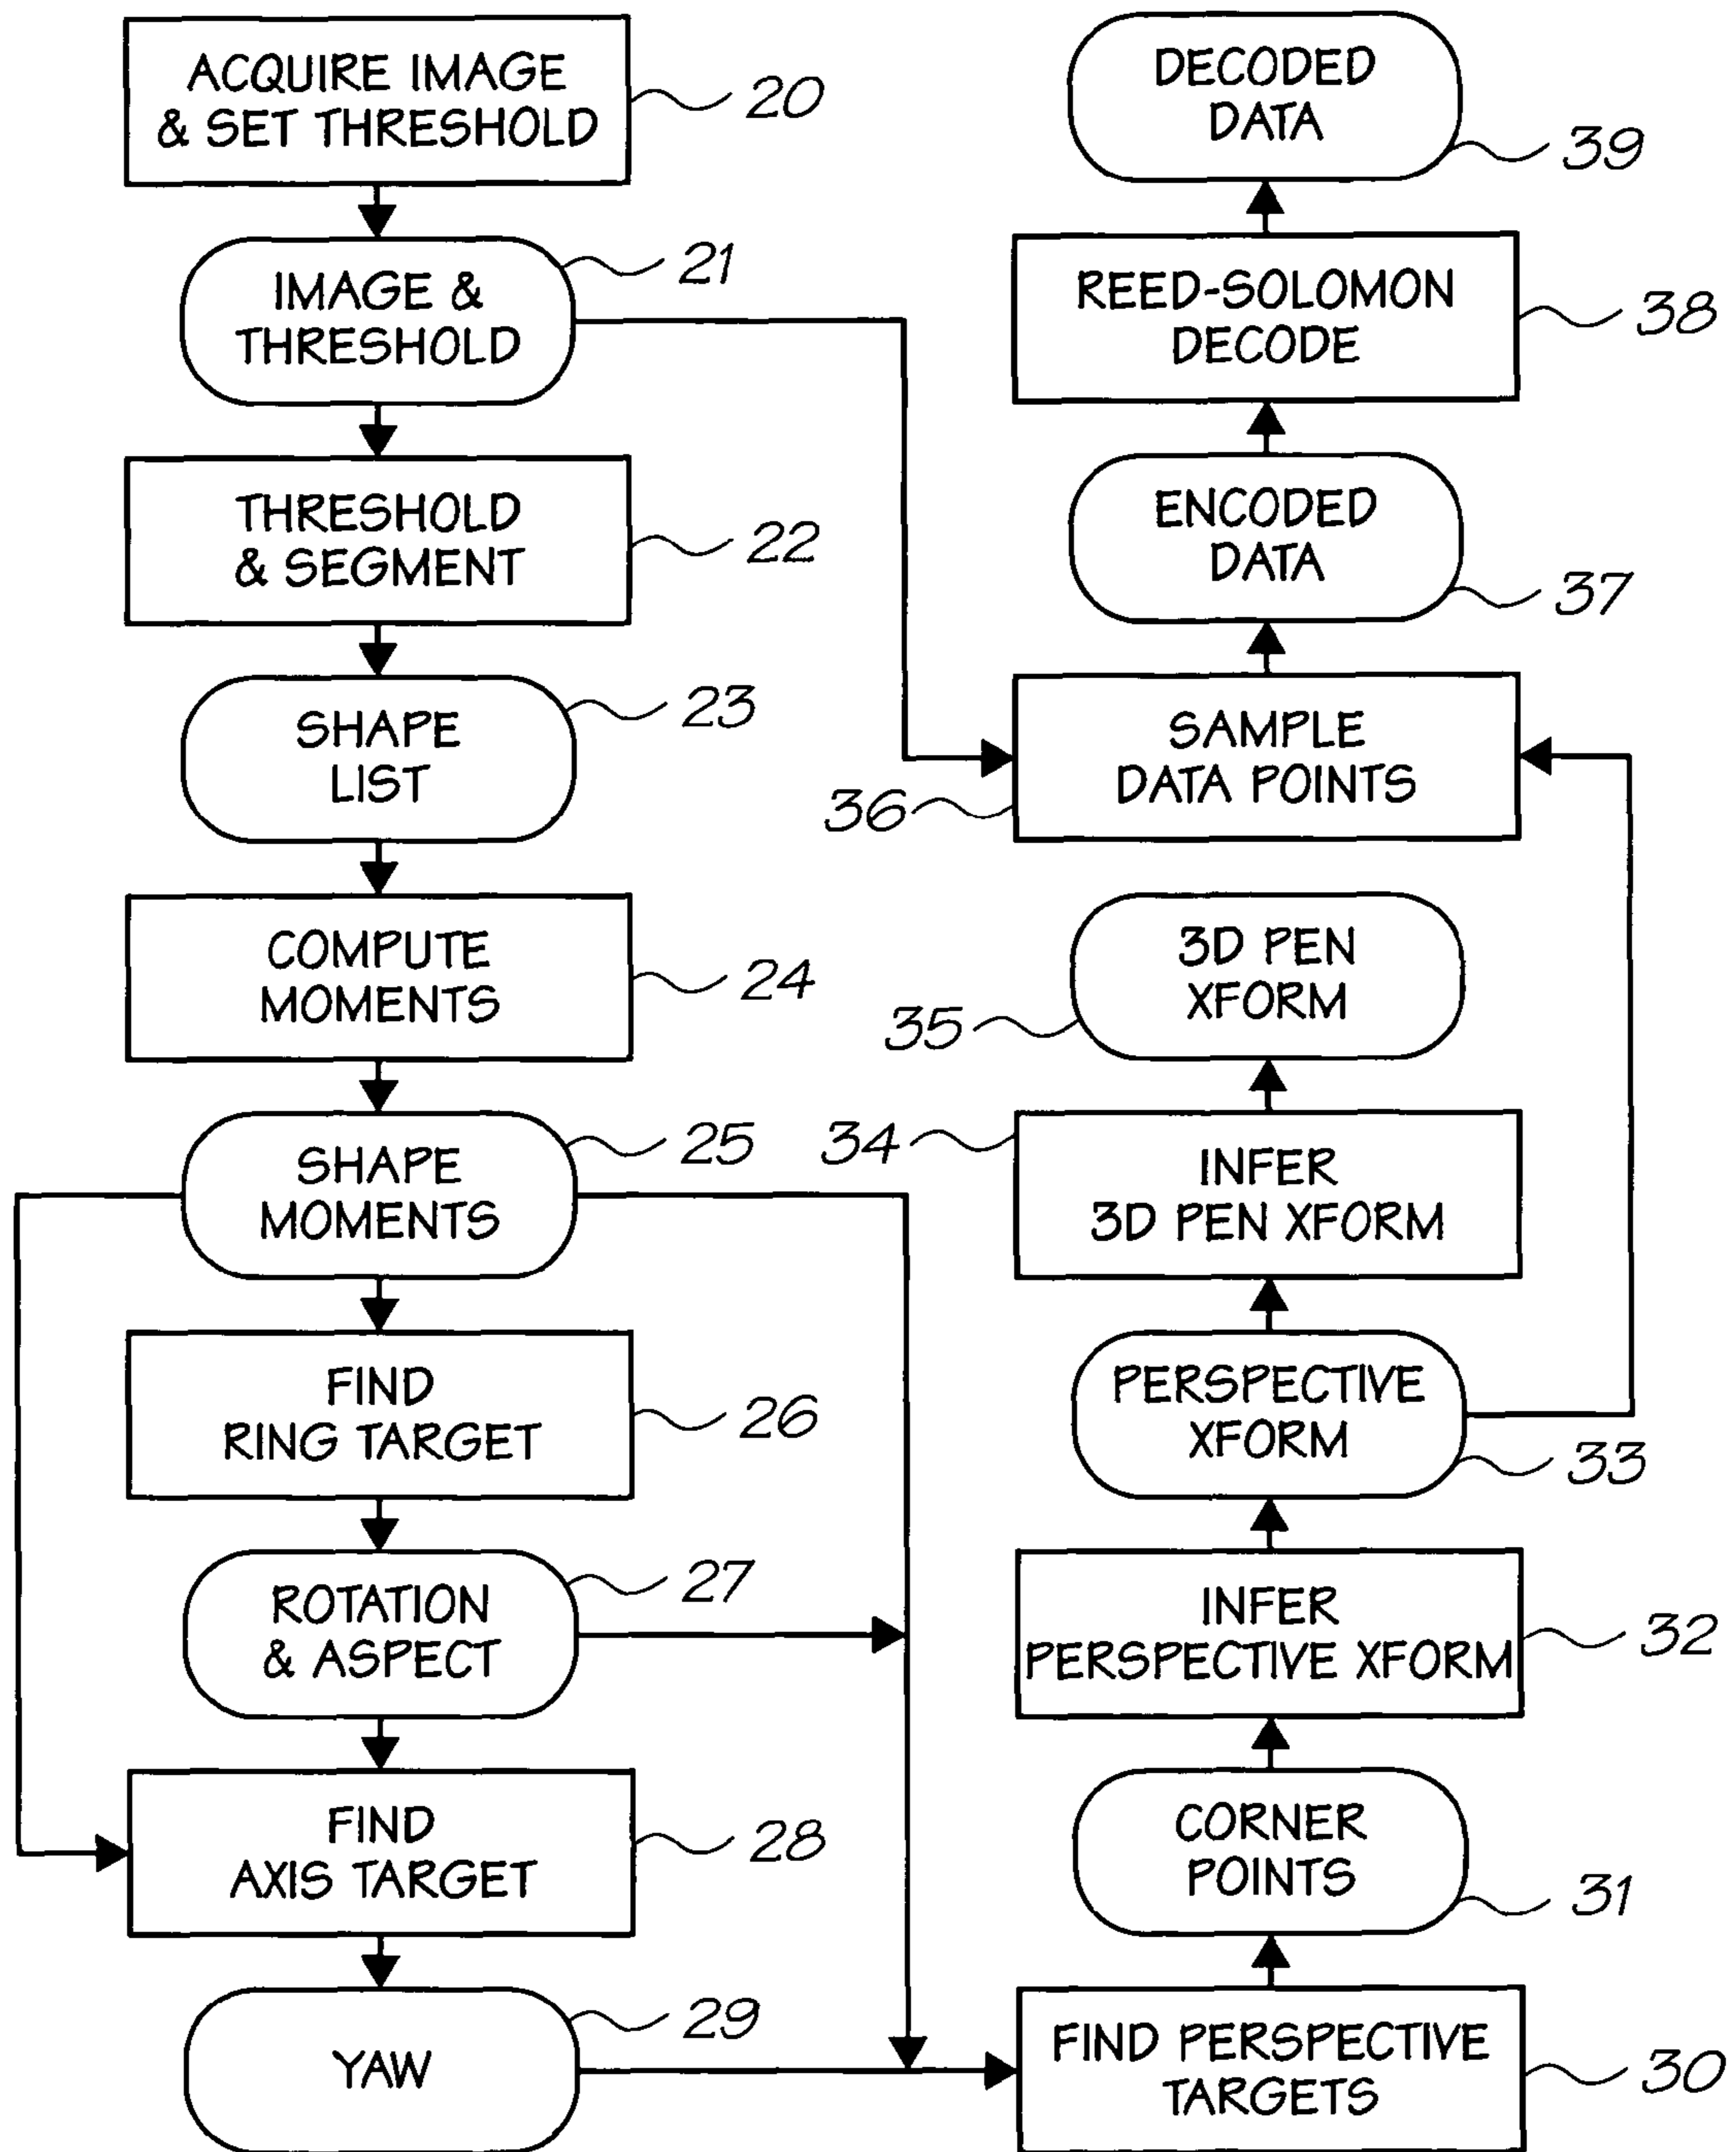 ACQUIRE IMAGE
& SET THRESHOLD
20
IMAGE &
THRESHOLD
21
THRESHOLD
& SEGMENT
22
SHAPE
LIST
23
COMPUTE
MOMENTS
24
SHAPE
MOMENTS
25
FIND
RING TARGET
26
ROTATION
& ASPECT
27
FIND
AXIS TARGET
28
YAW
29
DECODED
DATA
39
REED-SOLOMON
DECODE
38
ENCODED
DATA
37
SAMPLE
DATA POINTS
36
3D PEN
XFORM
35
INFER
3D PEN XFORM
34
PERSPECTIVE
XFORM
33
INFER
PERSPECTIVE XFORM
32
CORNER
POINTS
31
FIND PERSPECTIVE
TARGETS
30